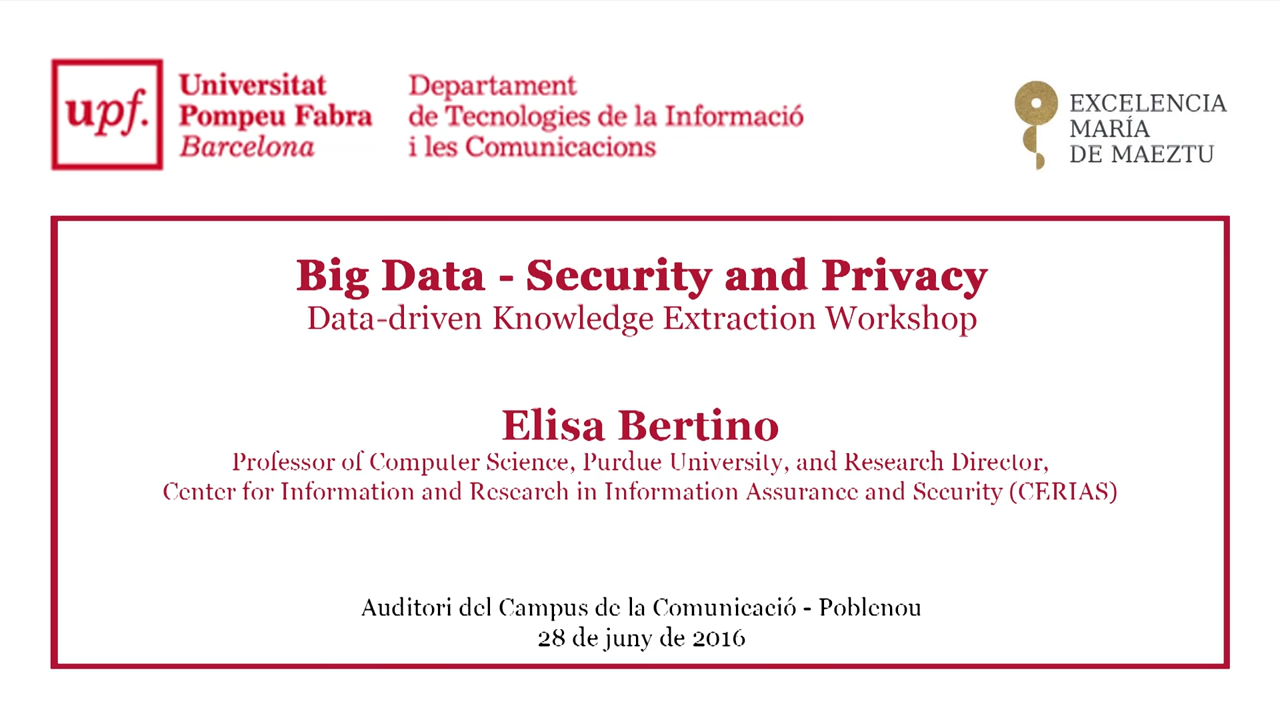 upf.
Universitat
Pompeu Fabra
Barcelona
Departament
de Tecnologies de la Informació
i les Comunicacions
EXCELENCIA
MARÍA
DE MAEZTU
Big Data - Security and Privacy
Data-driven Knowledge Extraction Workshop
Elisa Bertino
Professor of Computer Science, Purdue University, and Research Director,
Center for Information and Research in Information Assurance and Security (CERIAS)
Auditori del Campus de la Comunicació - Poblenou
28 de juny de 2016